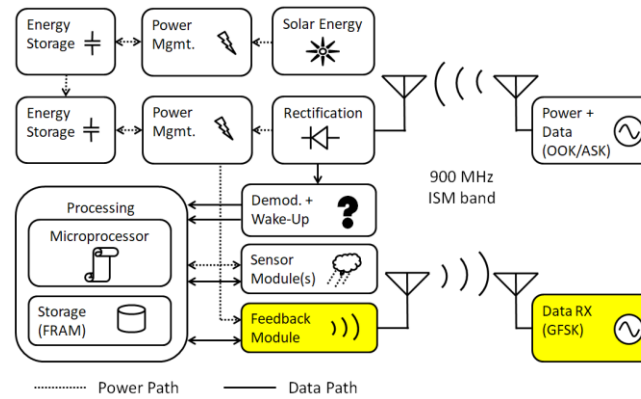 Energy
Storage
Power
Mgmt.
Solar Energy
Energy
Storage
Power
Mgmt.
Rectification
Power +
Data
(OOK/ASK)
900 MHz
ISM band
Processing
Microprocessor
Storage
(FRAM)
Demod. +
Wake-Up
?
Sensor
Module(s)
Feedback
Module
Data RX
(GFSK)
Power Path
Data Path